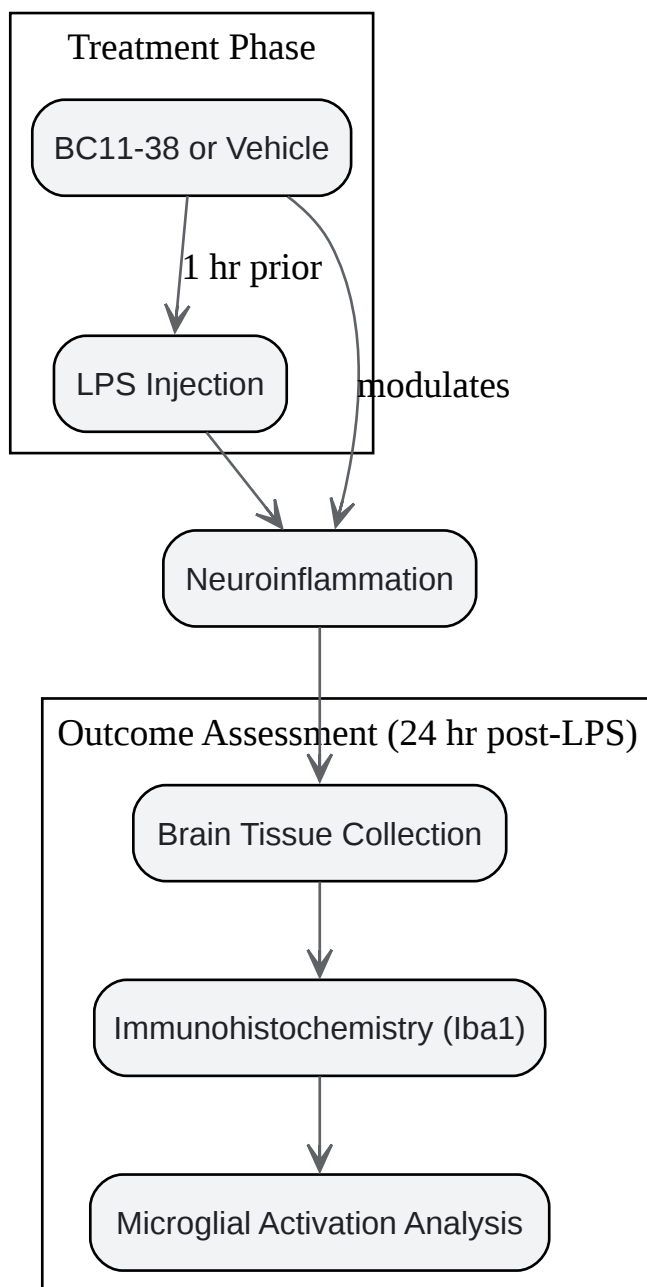 Treatment Phase
BC11-38 or Vehicle
1 hr prior
LPS Injection
modulates
Neuroinflammation
Outcome Assessment (24 hr post-LPS)
Brain Tissue Collection
Immunohistochemistry (Iba1)
Microglial Activation Analysis